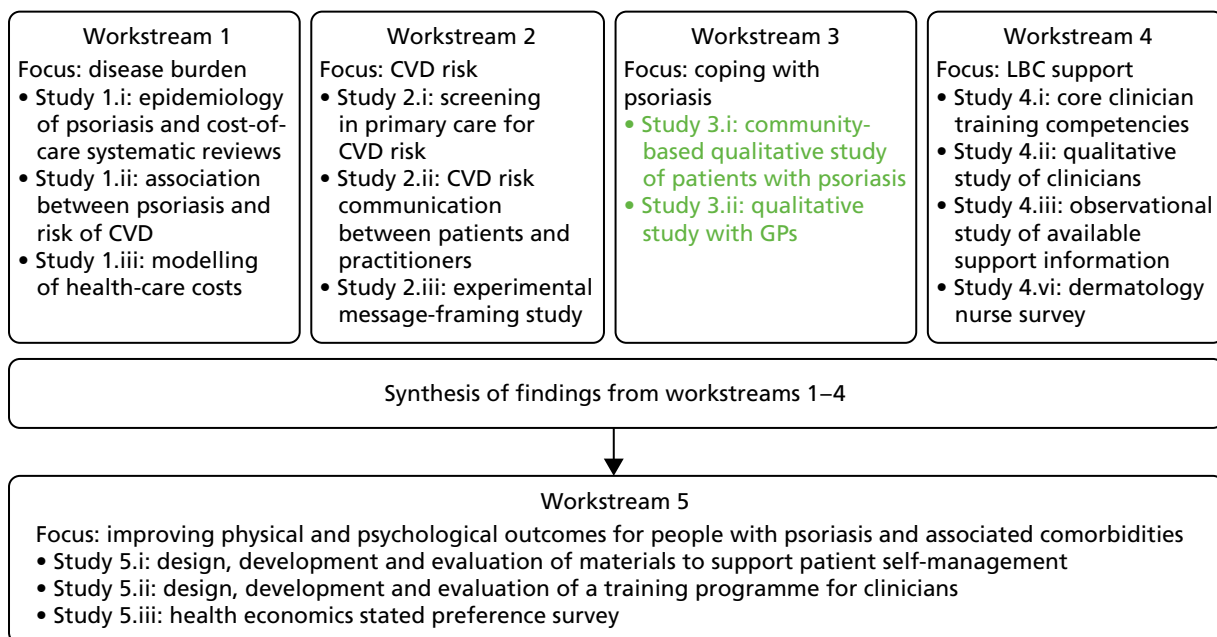 Workstream 1
Focus: disease burden
• Study 1.i: epidemiology
of psoriasis and cost-of-
care systematic reviews
• Study 1.ii: association
between psoriasis and
risk of CVD
• Study 1.iii: modelling
of health-care costs
Workstream 2
Focus: CVD risk
• Study 2.i: screening
in primary care for
CVD risk
• Study 2.ii: CVD risk
communication
between patients and
practitioners
• Study 2.iii: experimental
message-framing study
Workstream 3
Focus: coping with
psoriasis
• Study 3.i: community-
based qualitative study
of patients with psoriasis
• Study 3.ii: qualitative
study with GPs
Workstream 4
Focus: LBC support
• Study 4.i: core clinician
training competencies
• Study 4.ii: qualitative
study of clinicians
• Study 4.iii: observational
study of available
support information
• Study 4.vi: dermatology
nurse survey
Synthesis of findings from workstreams 1–4
Workstream 5
Focus: improving physical and psychological outcomes for people with psoriasis and associated comorbidities
• Study 5.i: design, development and evaluation of materials to support patient self-management
• Study 5.ii: design, development and evaluation of a training programme for clinicians
• Study 5.iii: health economics stated preference survey